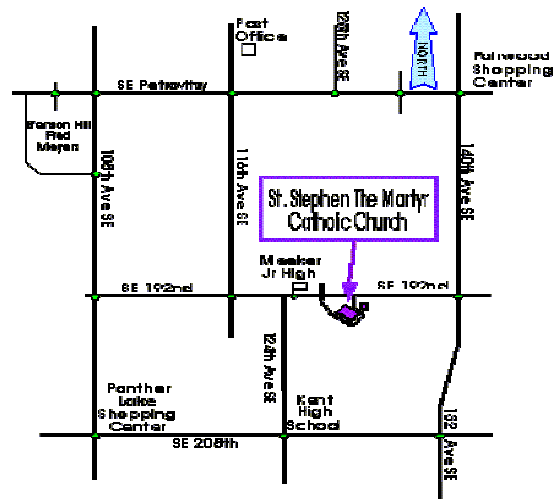 Post
Office
128th Ave SE
NORTH
Fairwood
Shopping
Center
SE Petrovitsy
Benson Hill
Fred
Meyers
108th Ave SE
116th Ave SE
140th Ave SE
St. Stephen The Martyr
Catholic Church
Meeker
Jr High
SE 192nd
SE 192nd
124th Ave SE
Panther
Lake
Shopping
Center
Kent
High
School
132
Ave SE
SE 208th